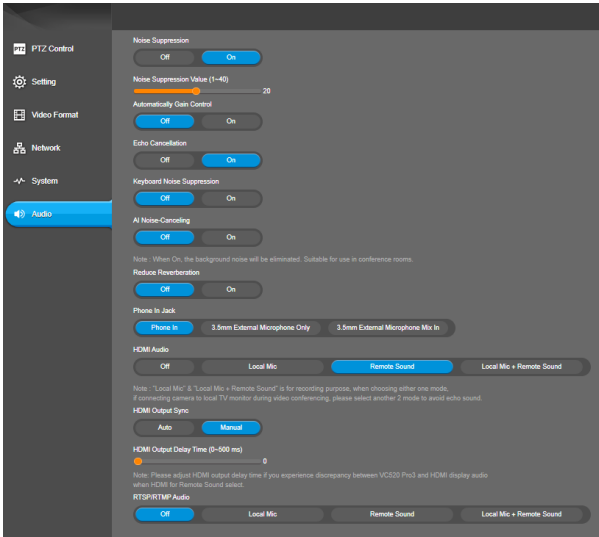 Noise Suppression
Off On
PTZ PTZ Control
Noise Suppression Value (1~40)
Setting
20
Automatically Gain Control
Video Format
Off On
Echo Cancellation
Network
Off On
Keyboard Noise Suppression
System
Off On
Audio
AI Noise-Canceling
Off On
Note : When On, the background noise will be eliminated. Suitable for use in conference rooms.
Reduce Reverberation
Off On
Phone In Jack
Phone In 3.5mm External Microphone Only 3.5mm External Microphone Mix In
HDMI Audio
Off Local Mic Remote Sound Local Mic + Remote Sound
Note : "Local Mic" & "Local Mic + Remote Sound" is for recording purpose, when choosing either one mode,
if connecting camera to local TV monitor during video conferencing, please select another 2 mode to avoid echo sound.
HDMI Output Sync
Auto Manual
HDMI Output Delay Time (0~500 ms)
0
Note: Please adjust HDMI output delay time if you experience discrepancy between VC520 Pro3 and HDMI display audio
when HDMI for Remote Sound select.
RTSP/RTMP Audio
Off Local Mic Remote Sound Local Mic + Remote Sound